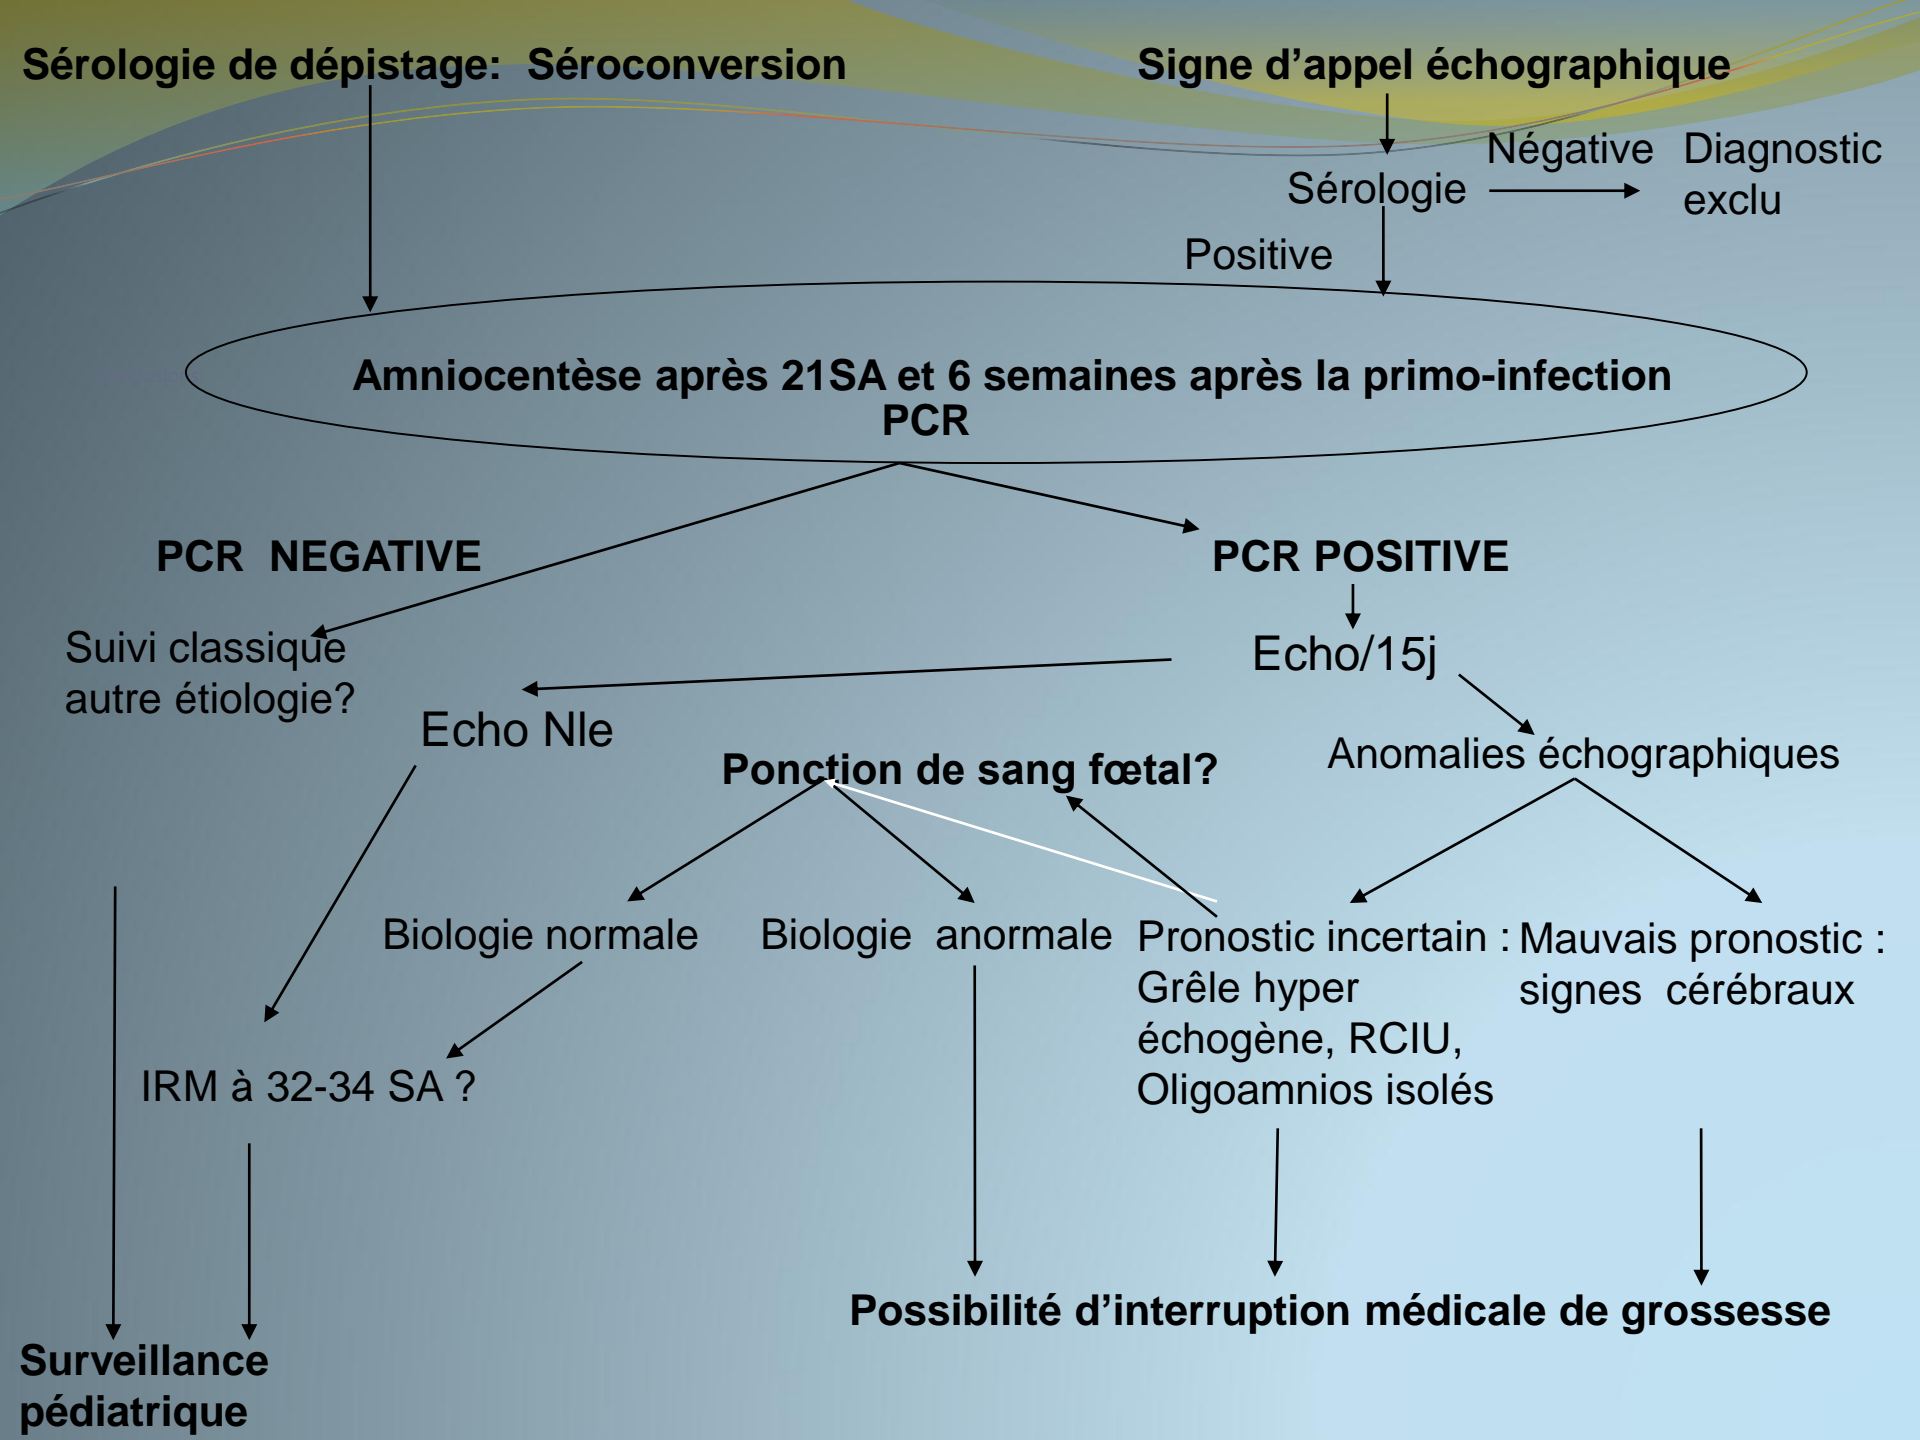 Sérologie de dépistage: Séroconversion
Signe d’appel échographique
Négative
Diagnostic
exclu
Sérologie
Positive
Amniocentèse après 21SA et 6 semaines après la primo-infection
PCR
PCR NEGATIVE
PCR POSITIVE
Suivi classique
autre étiologie?
Echo/15j
Echo Nle
Ponction de sang fœtal?
Anomalies échographiques
Biologie normale
Biologie anormale
Pronostic incertain :
Grêle hyper
échogène, RCIU,
Oligoamnios isolés
Mauvais pronostic :
signes cérébraux
IRM à 32-34 SA ?
Possibilité d’interruption médicale de grossesse
Surveillance
pédiatrique